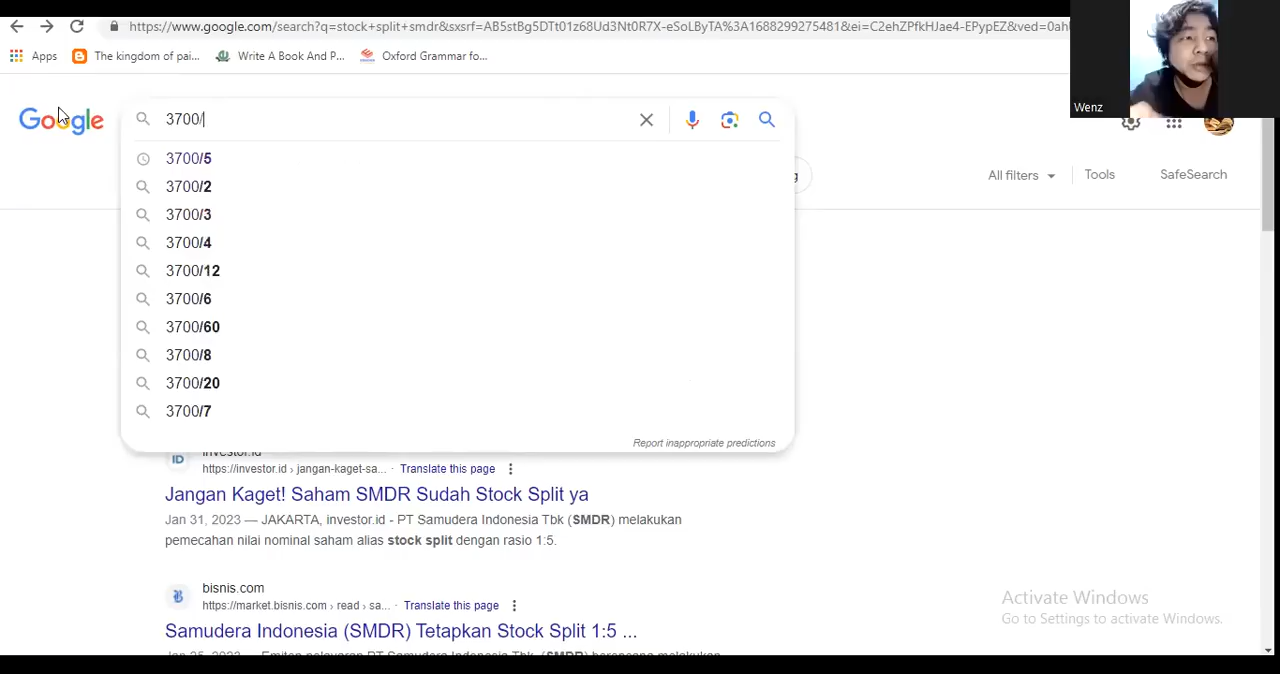 https://www.google.com/search?q=stock+split+smdr&sxsrf=AB5stBg5DTt01z68Ud3Nt0R7X-eSoLByTA%3A1688299275481&ei=C2ehZPfkHJae4-EPypEZ&ved=0ah
Apps The kingdom of pai... Write A Book And P... Oxford Grammar fo...
Wenz
Google
3700/
3700/5
3700/2
3700/3
3700/4
3700/12
3700/6
3700/60
3700/8
3700/20
3700/7
Report inappropriate predictions
g
All filters Tools SafeSearch
ID investor.id
https://investor.id › jangan-kaget-sa... · Translate this page
Jangan Kaget! Saham SMDR Sudah Stock Split ya
Jan 31, 2023 — JAKARTA, investor.id - PT Samudera Indonesia Tbk (SMDR) melakukan
pemecahan nilai nominal saham alias stock split dengan rasio 1:5.
bisnis.com
https://market.bisnis.com › read › sa... · Translate this page
Samudera Indonesia (SMDR) Tetapkan Stock Split 1:5 ...
Activate Windows
Go to Settings to activate Windows.